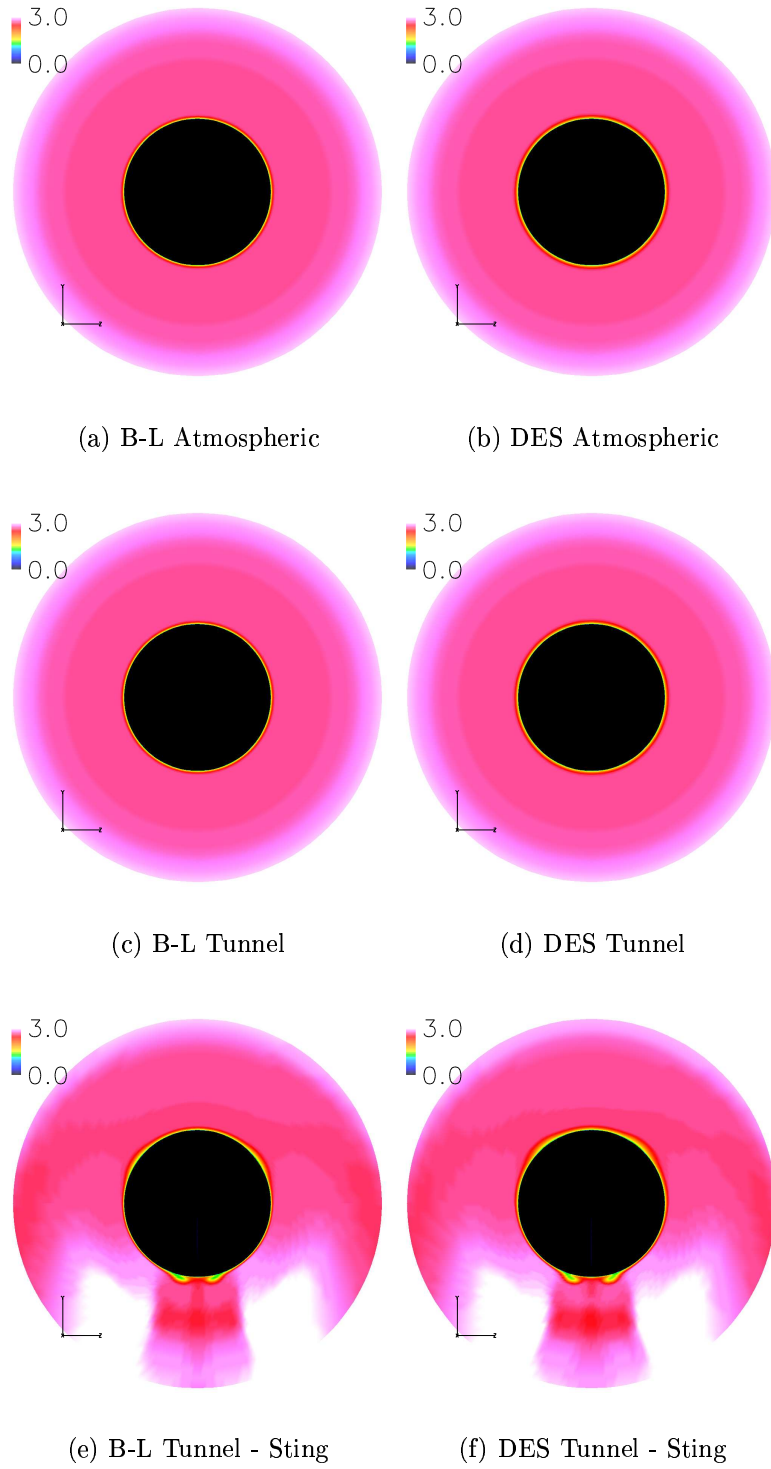 3.0 3.0
0.0 0.0
Y Y
Z Z
(a) B-L Atmospheric (b) DES Atmospheric
3.0 3.0
0.0 0.0
Y Y
Z Z
(c) B-L Tunnel (d) DES Tunnel
3.0 3.0
0.0 0.0
Y Y
Z Z
(e) B-L Tunnel - Sting (f) DES Tunnel - Sting